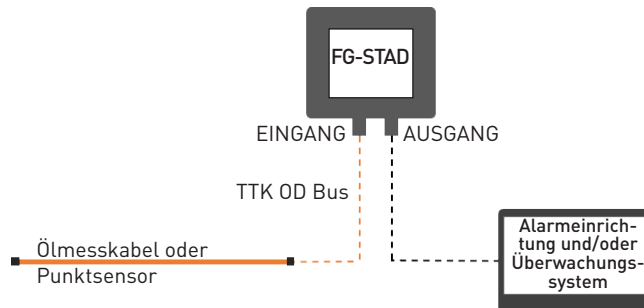 FG-STAD
EINGANG
AUSGANG
TTK OD Bus
Ölmesskabel oder
Punktsensor
Alarmeinrich-
tung und/oder
Überwachungs-
system